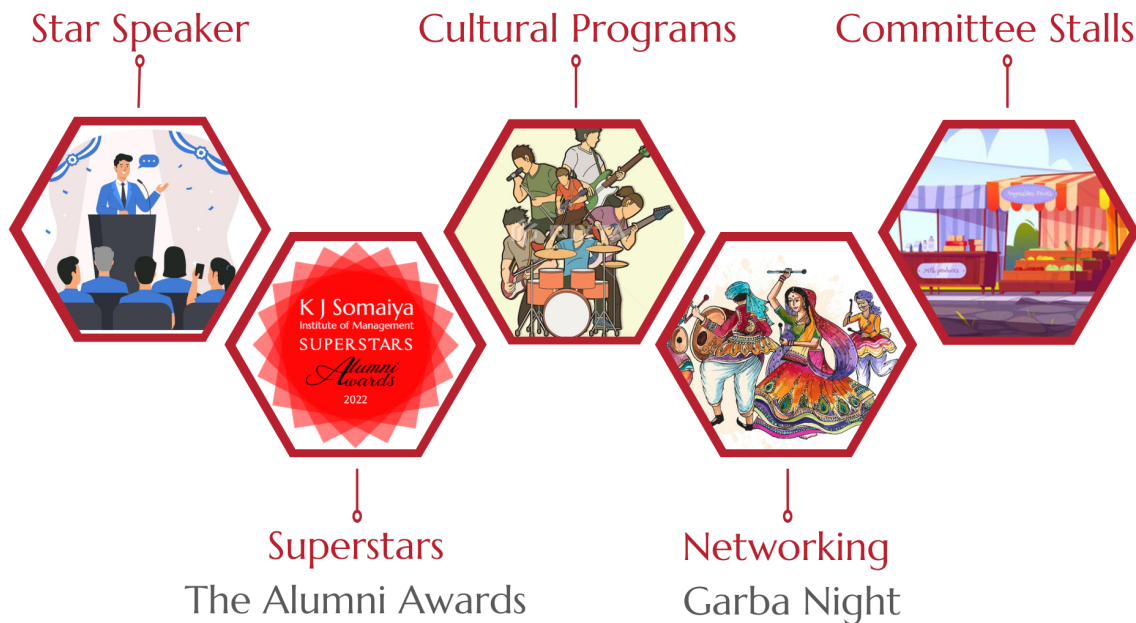 Star Speaker
Cultural Programs
Committee Stalls
K J Somaiya
Institute of Management
SUPERSTARS
Alumni
Awards
2022
Superstars
The Alumni Awards
Networking
Garba Night